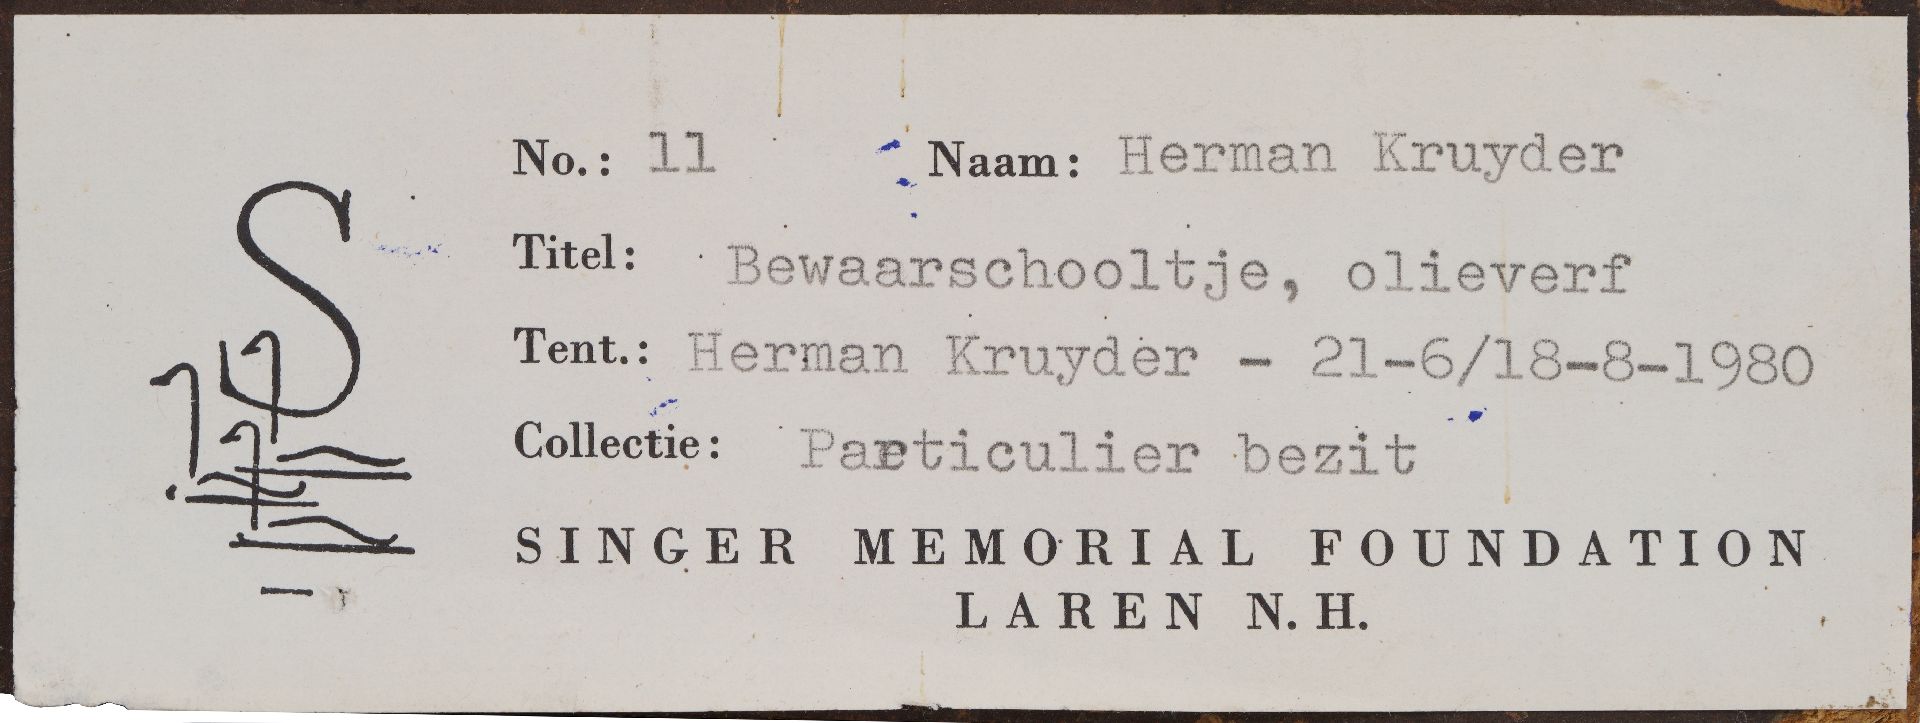 No.: 11 Naam: Herman Kruyder
Titel: Bewaarschooltje, olieverf
Tent.: Herman Kruyder - 21-6/18-8-1980
Collectie: Particulier bezit
S
SINGER MEMORIAL FOUNDATION
LAREN N.H.